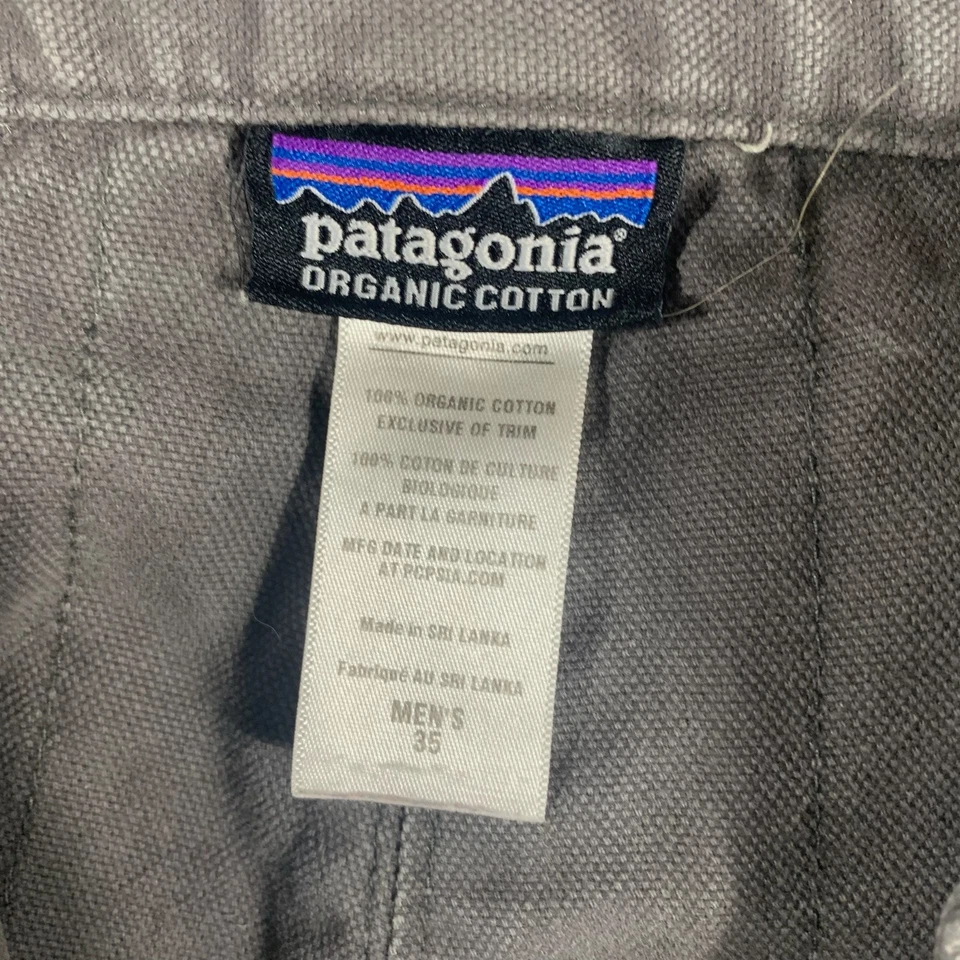 patagonia®
ORGANIC COTTON
www.patagonia.com
100% ORGANIC COTTON
EXCLUSIVE OF TRIM
100% COTON DE CULTURE
BIOLOGIQUE
A PART LA GARNITURE
MFG DATE AND LOCATION
AT PCPSIA.COM
Made in SRI LANKA
Fabriqué AU SRI LANKA
MEN'S
35